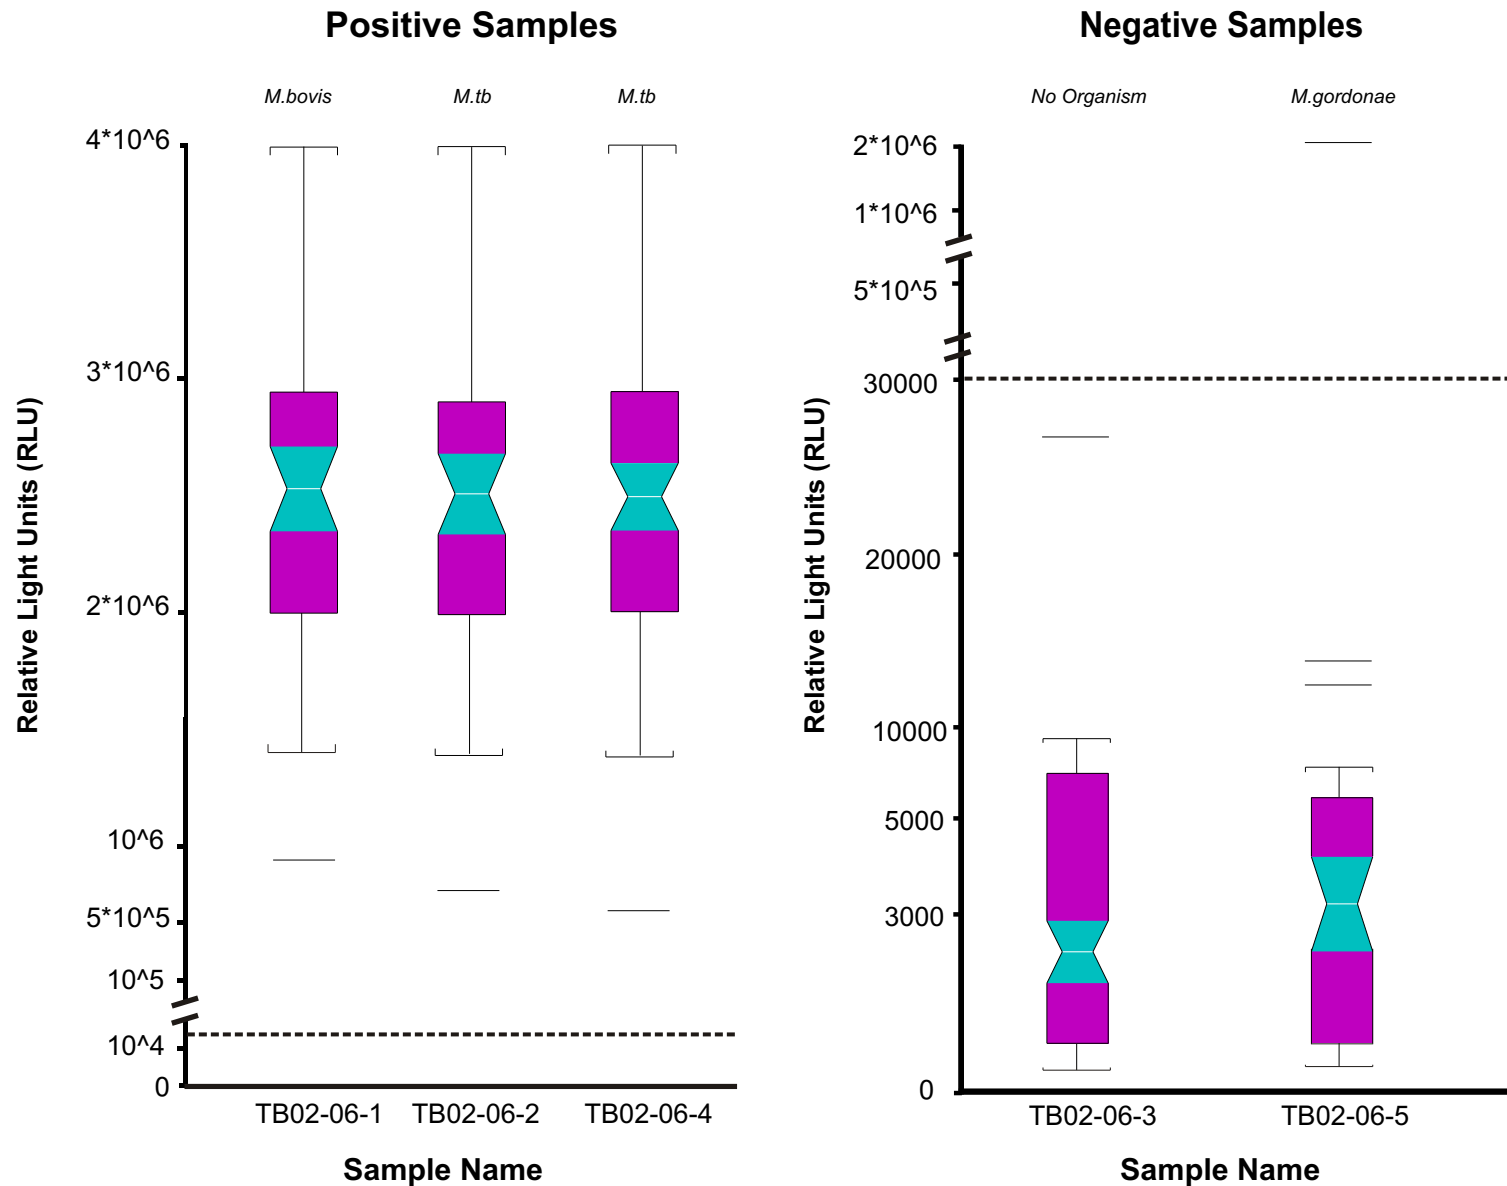 Positive Samples
Negative Samples
M.bovis
M.tb
M.tb
No Organism
M.gordonae
Relative Light Units (RLU)
4*10^6
3*10^6
2*10^6
10^6
5*10^5
10^5
10^4
0
TB02-06-1
TB02-06-2
TB02-06-4
Sample Name
Relative Light Units (RLU)
2*10^6
1*10^6
5*10^5
30000
20000
10000
5000
3000
0
TB02-06-3
TB02-06-5
Sample Name